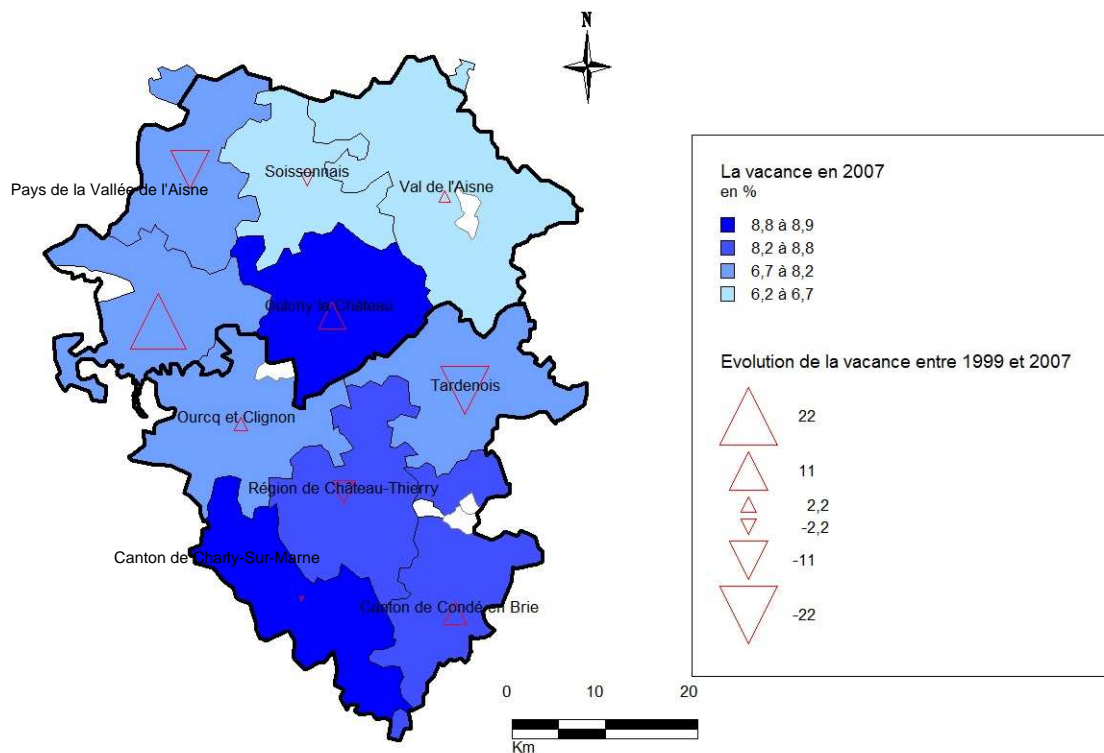 N
Soissonnais
Val de l'Aisne
Pays de la Vallée de l'Aisne
Oulchy le Château
Tardenois
Ourcq et Clignon
Région de Château-Thierry
Canton de Charly-Sur-Marne
Canton de Condé en Brie
0 10 20
Km
La vacance en 2007
en %
8,8 à 8,9
8,2 à 8,8
6,7 à 8,2
6,2 à 6,7
Evolution de la vacance entre 1999 et 2007
22
11
2,2
-2,2
-11
-22